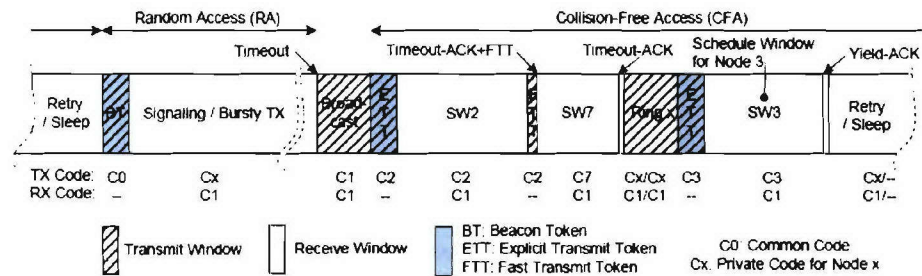 Random Access (RA)
Collision-Free Access (CFA)
Timeout
Timeout-ACK+FTT
Timeout-ACK
Schedule Window
for Node 3
Yield-ACK
Retry
/ Sleep
BT
Signaling / Bursty TX
Broad-
cast
E
T
T
SW2
F
T
T
SW7
Ring X
E
T
T
SW3
Retry
/ Sleep
TX Code: C0 Cx C1 C2 C2 C2 C7 Cx/Cx C3 C3 Cx/--
RX Code: -- C1 C1 -- C1 -- C1 C1/C1 -- C1 C1/--
Transmit Window
Receive Window
BT: Beacon Token
ETT: Explicit Transmit Token
FTT: Fast Transmit Token
C0: Common Code
Cx: Private Code for Node x